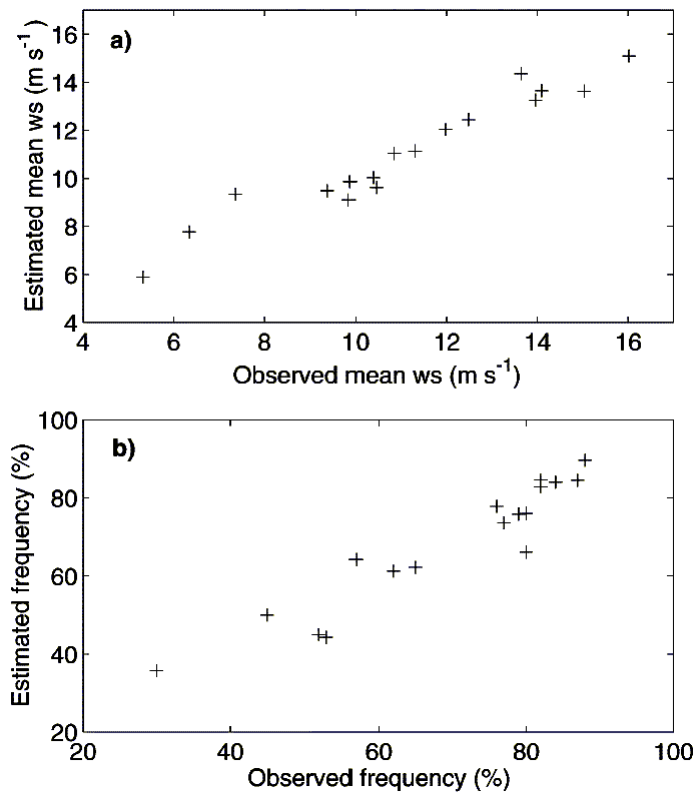 a)
16
14
12
10
8
6
4
Estimated mean ws (m s⁻¹)
4 6 8 10 12 14 16
Observed mean ws (m s⁻¹)
b)
100
80
60
40
20
Estimated frequency (%)
20 40 60 80 100
Observed frequency (%)